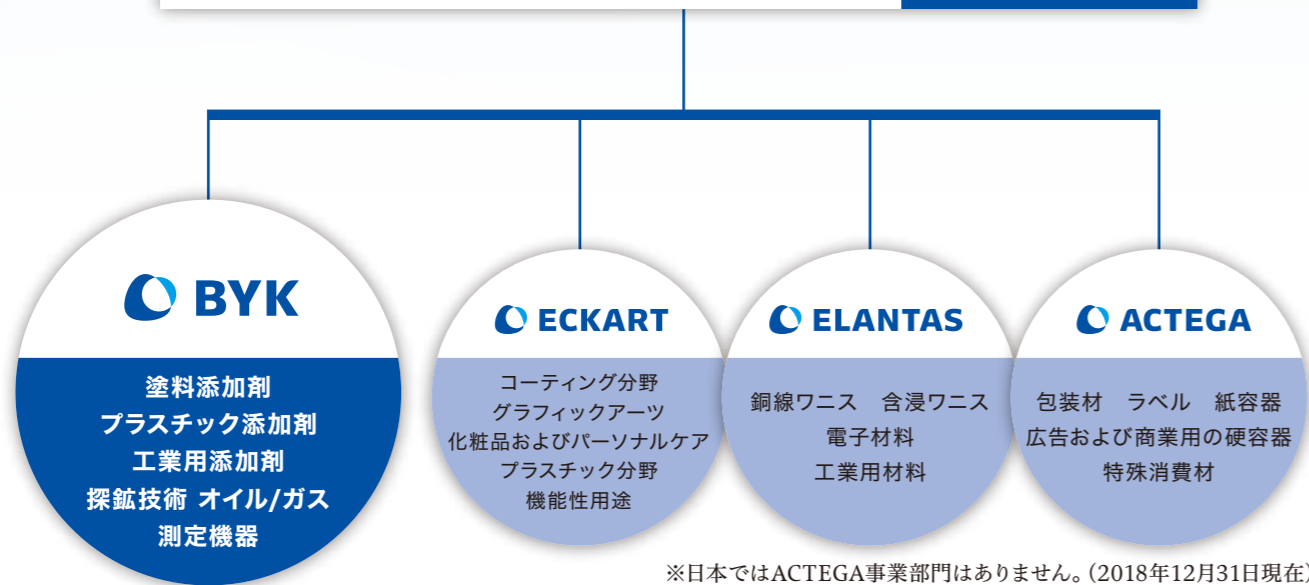 BYK
塗料添加剤
プラスチック添加剤
工業用添加剤
探鉱技術 オイル/ガス
測定機器
ECKART
コーティング分野
グラフィックアーツ
化粧品およびパーソナルケア
プラスチック分野
機能性用途
ELANTAS
銅線ワニス 含浸ワニス
電子材料
工業用材料
ACTEGA
包装材 ラベル 紙容器
広告および商業用の硬容器
特殊消費材
※日本ではACTEGA事業部門はありません。(2018年12月31日現在)